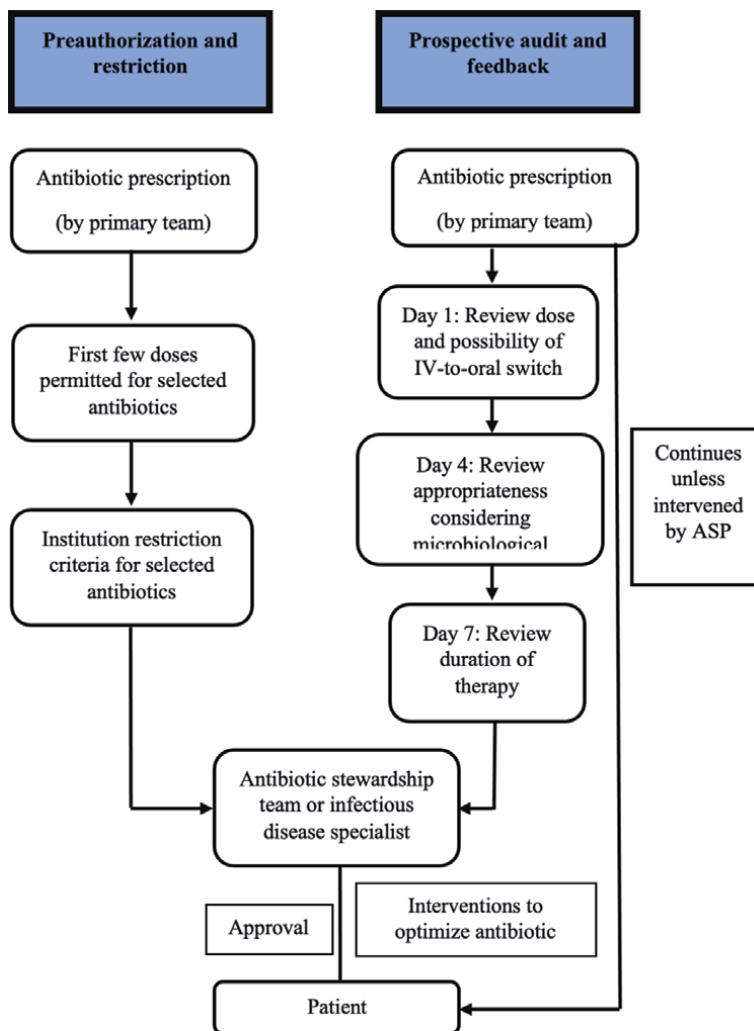 Preauthorization and
restriction
Prospective audit and
feedback
Antibiotic prescription
(by primary team)
First few doses
permitted for selected
antibiotics
Institution restriction
criteria for selected
antibiotics
Antibiotic prescription
(by primary team)
Day 1: Review dose
and possibility of
IV-to-oral switch
Day 4: Review
appropriateness
considering
microbiological
Day 7: Review
duration of
therapy
Continues
unless
intervened
by ASP
Antibiotic stewardship
team or infectious
disease specialist
Approval
Interventions to
optimize antibiotic
Patient